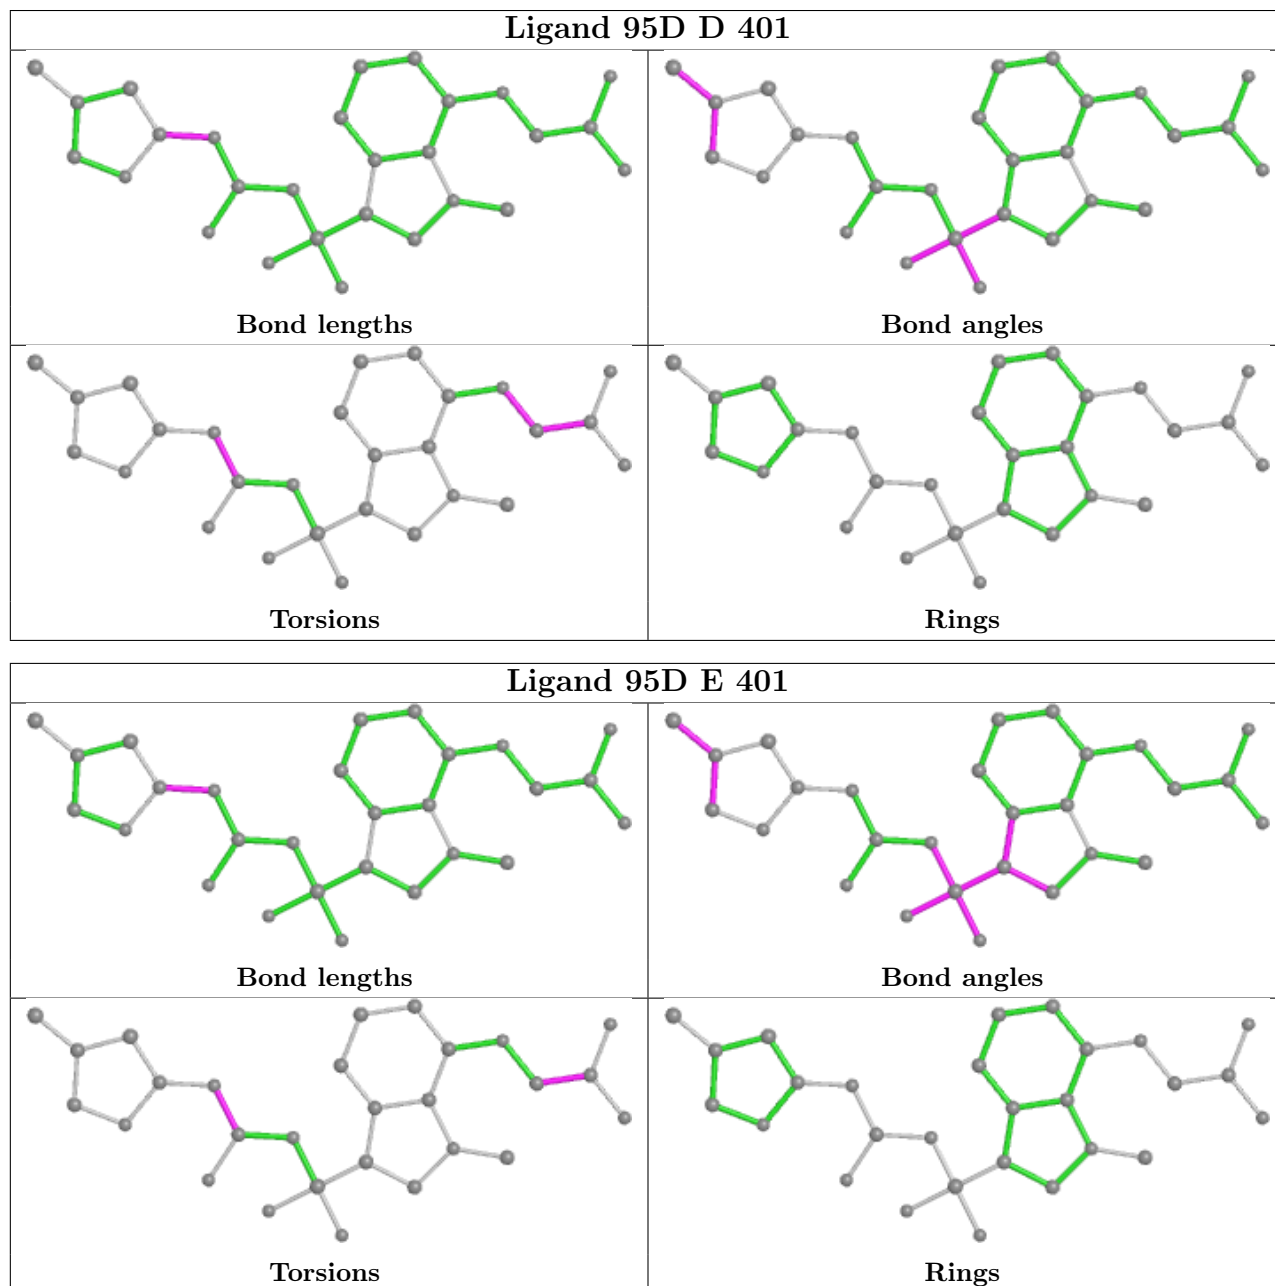 Ligand 95D D 401
Bond lengths
Bond angles
Torsions
Rings
Ligand 95D E 401
Bond lengths
Bond angles
Torsions
Rings